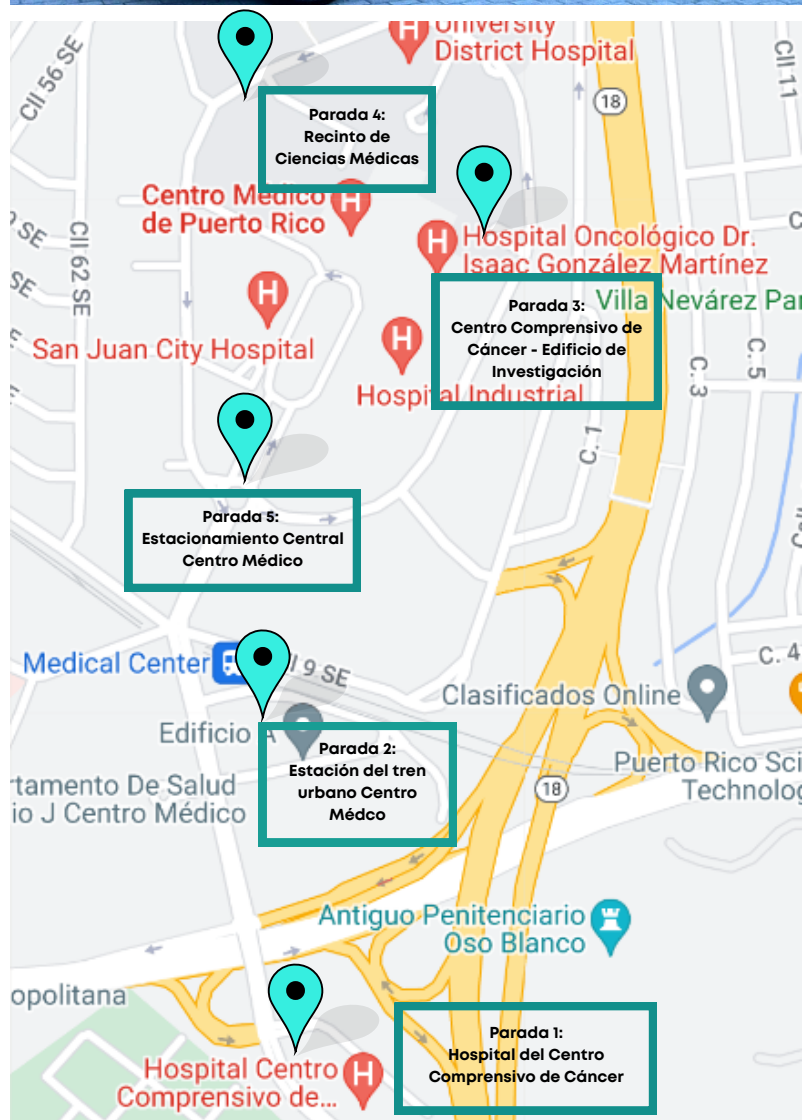 University
District Hospital
Cll 56 SE
Cll 11
18
Parada 4:
Recinto de
Ciencias Médicas
Centro Médico
de Puerto Rico
SE
Cll 62 SE
SE
Hospital Oncológico Dr.
Isaac González Martínez
Parada 3:
Centro Comprensivo de
Cáncer - Edificio de
Investigación
Villa Nevárez Par
San Juan City Hospital
Hospital Industrial
C. 3
C. 5
C. 1
Parada 5:
Estacionamiento Central
Centro Médico
Medical Center
9 SE
C. 4
Clasificados Online
Edificio A
Parada 2:
Estación del tren
urbano Centro
Médco
Puerto Rico Sci
Technolog
rtamento De Salud
io J Centro Médico
18
Antiguo Penitenciario
Oso Blanco
opolitana
Parada 1:
Hospital del Centro
Comprensivo de Cáncer
Hospital Centro
Comprensivo de...